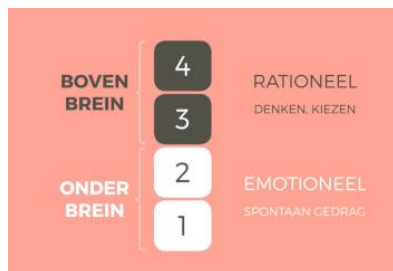 BOVEN
BREIN
4
3
RATIONEEL
DENKEN, KIEZEN
ONDER
BREIN
2
1
EMOTIONEEL
SPONTAAN GEDRAG